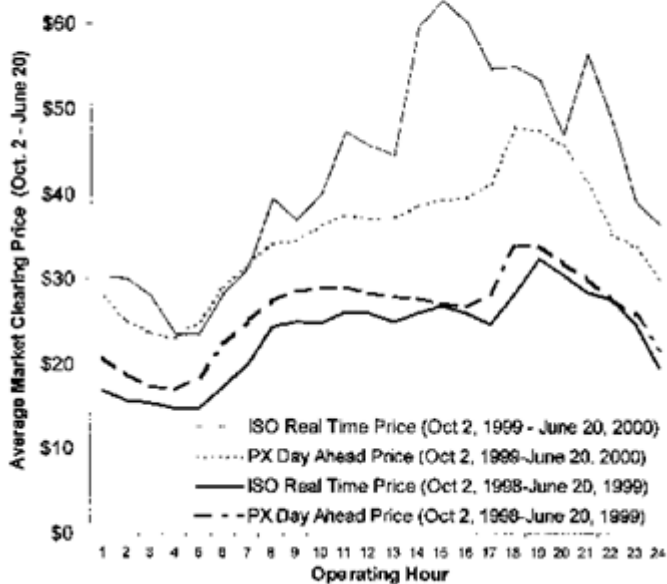 Average Market Clearing Price (Oct. 2 - June 20)
$60
$50
$40
$30
$20
$10
$0
ISO Real Time Price (Oct 2, 1999 - June 20, 2000)
PX Day Ahead Price (Oct 2, 1999-June 20, 2000)
ISO Real Time Price (Oct 2, 1998-June 20, 1999)
PX Day Ahead Price (Oct 2, 1998-June 20, 1999)
1 2 3 4 5 6 7 8 9 10 11 12 13 14 15 16 17 18 19 20 21 22 23 24
Operating Hour